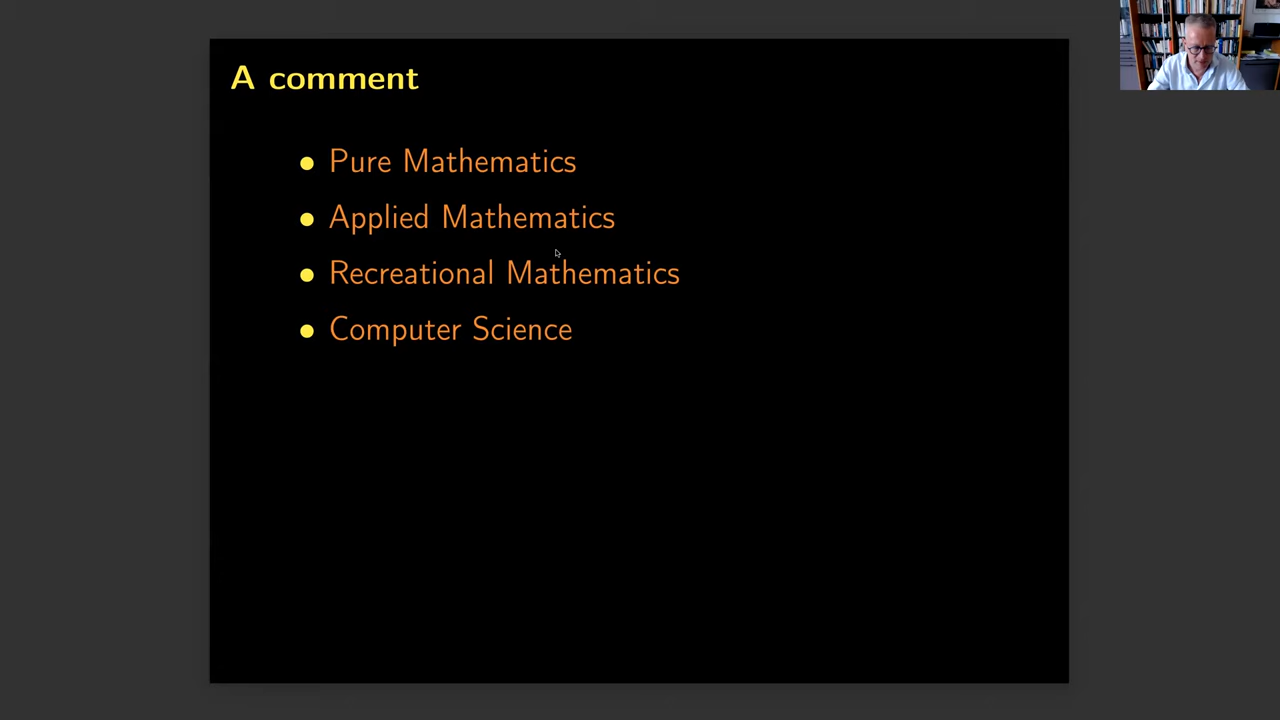 A comment
• Pure Mathematics
• Applied Mathematics
• Recreational Mathematics
• Computer Science